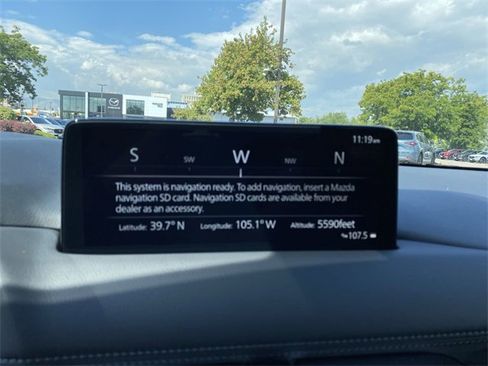 11:19am
S SW W NW N
This system is navigation ready. To add navigation, insert a Mazda
navigation SD card. Navigation SD cards are available from your
dealer as an accessory.
Latitude: 39.7° N Longitude: 105.1° W Altitude: 5590feet
107.5